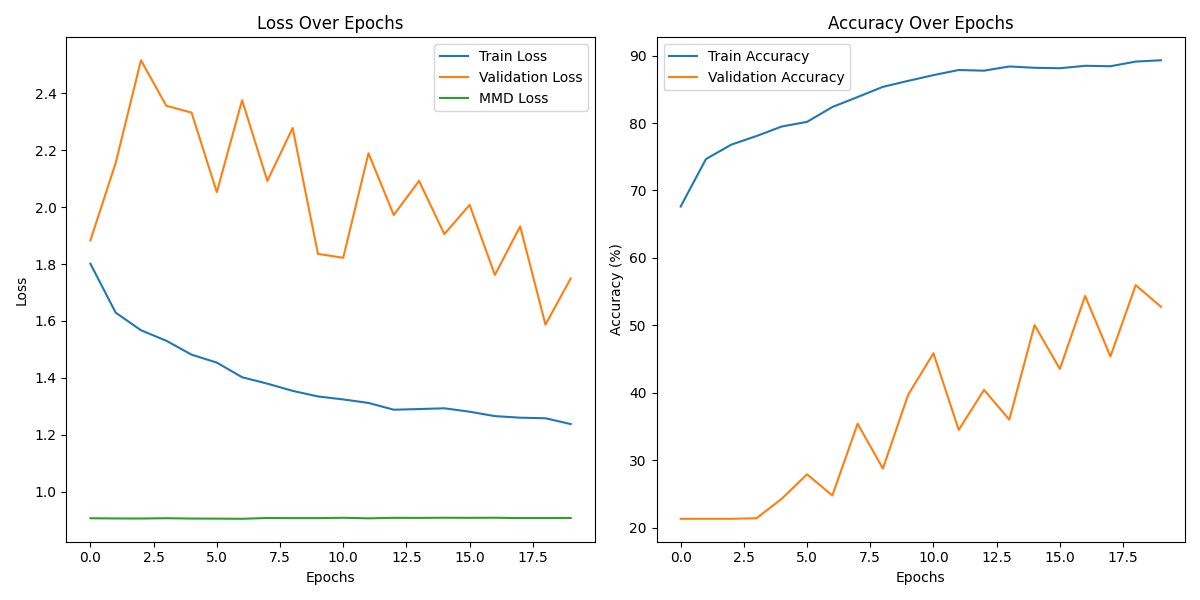 Loss Over Epochs
Train Loss
Validation Loss
MMD Loss
2.4
2.2
2.0
1.8
1.6
1.4
1.2
1.0
Loss
0.0 2.5 5.0 7.5 10.0 12.5 15.0 17.5
Epochs
Accuracy Over Epochs
Train Accuracy
Validation Accuracy
90
80
70
60
50
40
30
20
Accuracy (%)
0.0 2.5 5.0 7.5 10.0 12.5 15.0 17.5
Epochs